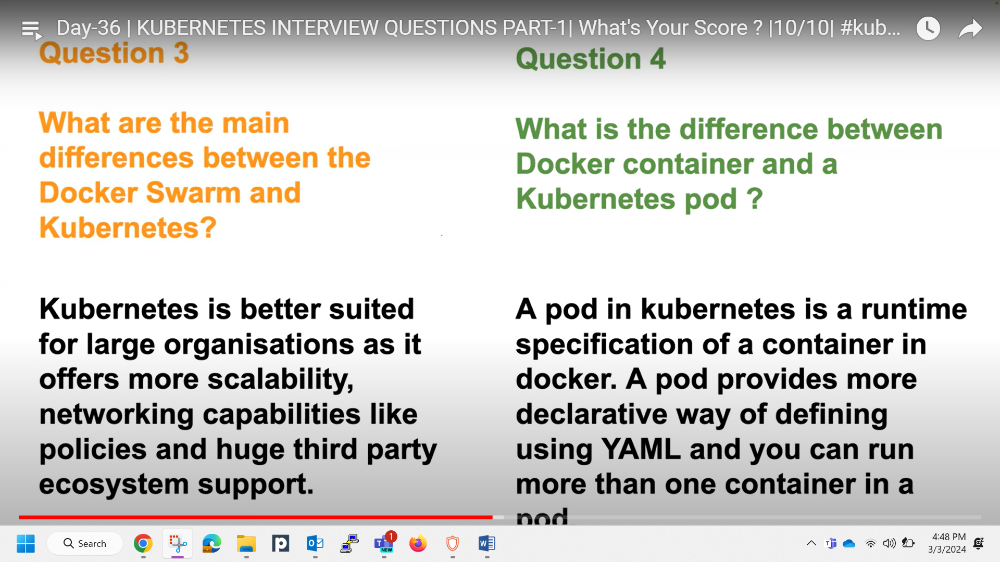 Day-36 | KUBERNETES INTERVIEW QUESTIONS PART-1| What's Your Score ? |10/10| #kub...
Question 3
What are the main
differences between the
Docker Swarm and
Kubernetes?
Kubernetes is better suited
for large organisations as it
offers more scalability,
networking capabilities like
policies and huge third party
ecosystem support.
Question 4
What is the difference between
Docker container and a
Kubernetes pod ?
A pod in kubernetes is a runtime
specification of a container in
docker. A pod provides more
declarative way of defining
using YAML and you can run
more than one container in a
pod.
Search
1
NEW
4:48 PM
3/3/2024